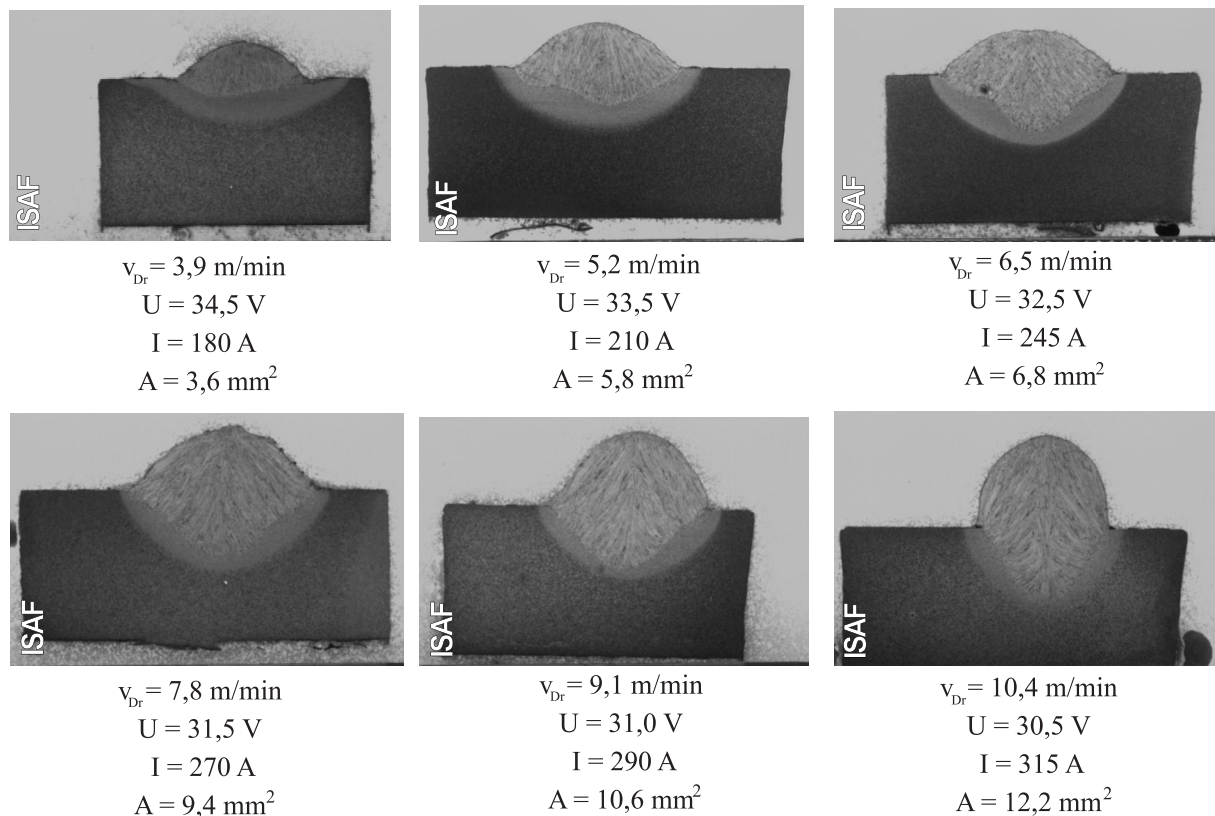 ISAF
ISAF
ISAF
v_Dr = 3,9 m/min
v_Dr = 5,2 m/min
v_Dr = 6,5 m/min
U = 34,5 V
U = 33,5 V
U = 32,5 V
I = 180 A
I = 210 A
I = 245 A
A = 3,6 mm²
A = 5,8 mm²
A = 6,8 mm²
ISAF
ISAF
ISAF
v_Dr = 7,8 m/min
v_Dr = 9,1 m/min
v_Dr = 10,4 m/min
U = 31,5 V
U = 31,0 V
U = 30,5 V
I = 270 A
I = 290 A
I = 315 A
A = 9,4 mm²
A = 10,6 mm²
A = 12,2 mm²